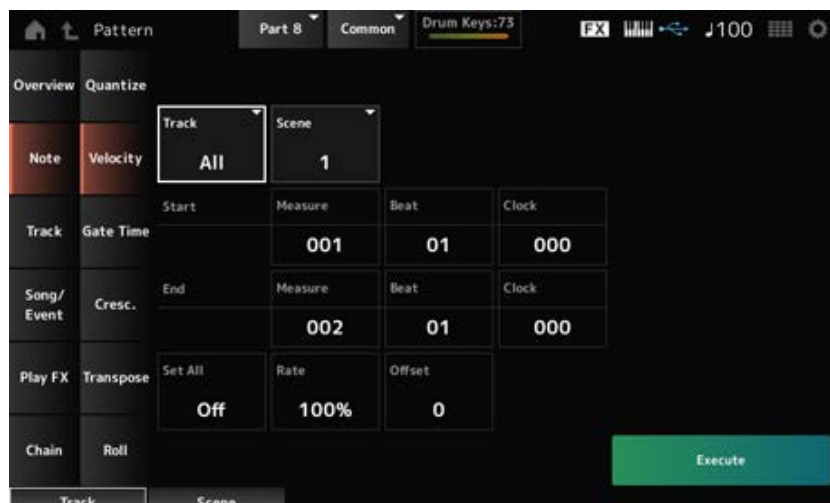 Pattern
Part 8
Common
Drum Keys:73
FX
♩100
Overview
Quantize
Note
Velocity
Track
All
Scene
1
Track
Gate Time
Start
Measure
001
Beat
01
Clock
000
Song/
Event
Cresc.
End
Measure
002
Beat
01
Clock
000
Play FX
Transpose
Set All
Off
Rate
100%
Offset
0
Chain
Roll
Execute
Track
Scene